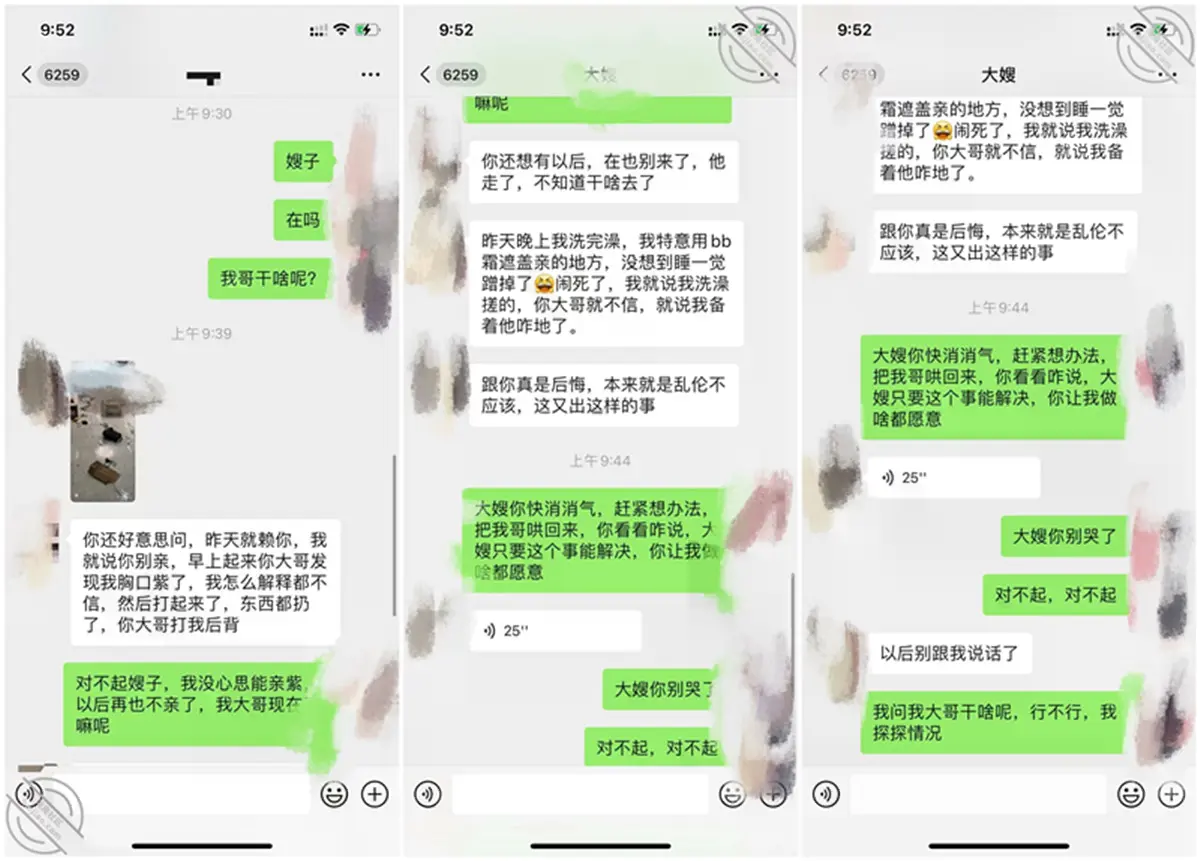 9:52
6259
上午9:30
嫂子
在吗
我哥干啥呢?
上午9:39
你还好意思问，昨天就赖你，我
就说你别亲，早上起来你大哥发
现我胸口紫了，我怎么解释都不
信，然后打起来了，东西都扔
了，你大哥打我后背
对不起嫂子，我没心思能亲紫，
以后再也不亲了，我大哥现在
嘛呢
9:52
6259
大嫂
嘛呢
你还想有以后，在也别来了，他
走了，不知道干啥去了
昨天晚上我洗完澡，我特意用bb
霜遮盖亲的地方，没想到睡一觉
蹭掉了😆闹死了，我就说我洗澡
搓的，你大哥就不信，就说我备
着他咋地了。
跟你真是后悔，本来就是乱伦不
应该，这又出这样的事
上午9:44
大嫂你快消消气，赶紧想办法，
把我哥哄回来，你看看咋说，大
嫂只要这个事能解决，你让我做
啥都愿意
25''
大嫂你别哭了
对不起，对不起
9:52
6259
大嫂
霜遮盖亲的地方，没想到睡一觉
蹭掉了😆闹死了，我就说我洗澡
搓的，你大哥就不信，就说我备
着他咋地了。
跟你真是后悔，本来就是乱伦不
应该，这又出这样的事
上午9:44
大嫂你快消消气，赶紧想办法，
把我哥哄回来，你看看咋说，大
嫂只要这个事能解决，你让我做
啥都愿意
25''
大嫂你别哭了
对不起，对不起
以后别跟我说话了
我问我大哥干啥呢，行不行，我
探探情况